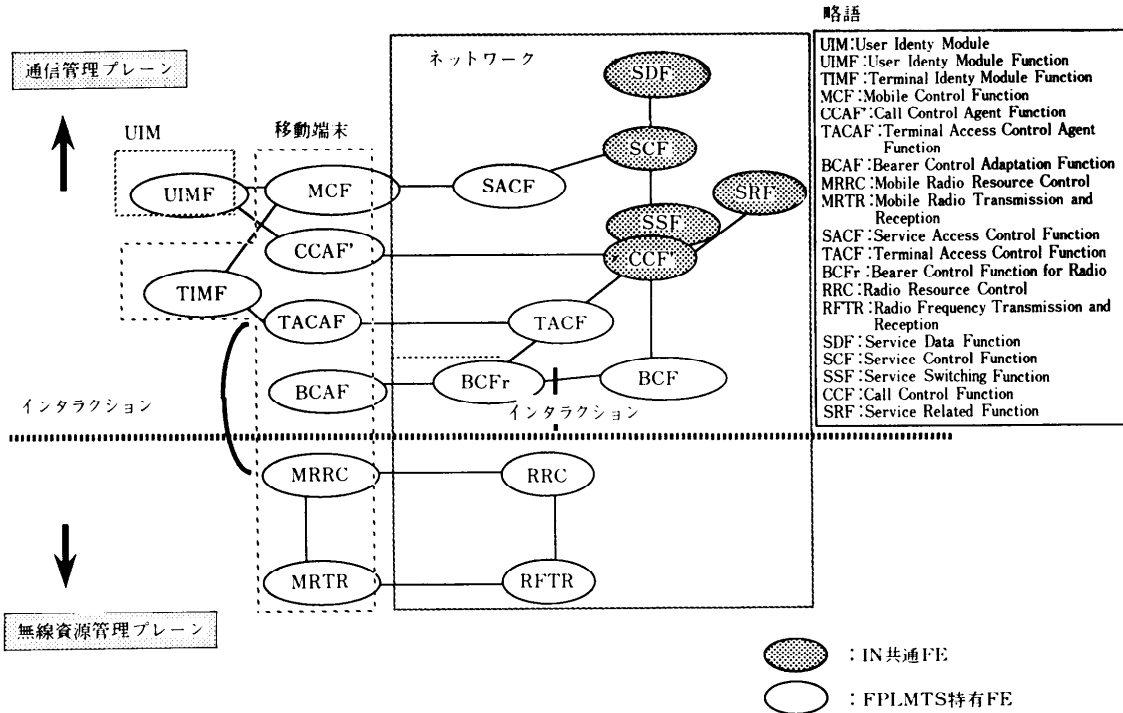 略語
通信管理プレーン
ネットワーク
UIM
移動端末
SDF
SCF
UIMF
MCF
SACF
SRF
SSF
CCAF'
CCF'
TIMF
TACAF
TACF
BCAF
BCFr
BCF
インタラクション
インタラクション
MRRC
RRC
MRTR
RFTR
無線資源管理プレーン
UIM:User Identy Module
UIMF:User Identy Module Function
TIMF:Terminal Identy Module Function
MCF:Mobile Control Function
CCAF':Call Control Agent Function
TACAF:Terminal Access Control Agent
Function
BCAF:Bearer Control Adaptation Function
MRRC:Mobile Radio Resource Control
MRTR:Mobile Radio Transmission and
Reception
SACF:Service Access Control Function
TACF:Terminal Access Control Function
BCFr:Bearer Control Function for Radio
RRC:Radio Resource Control
RFTR:Radio Frequency Transmission and
Reception
SDF:Service Data Function
SCF:Service Control Function
SSF:Service Switching Function
CCF:Call Control Function
SRF:Service Related Function
:IN共通FE
:FPLMTS特有FE